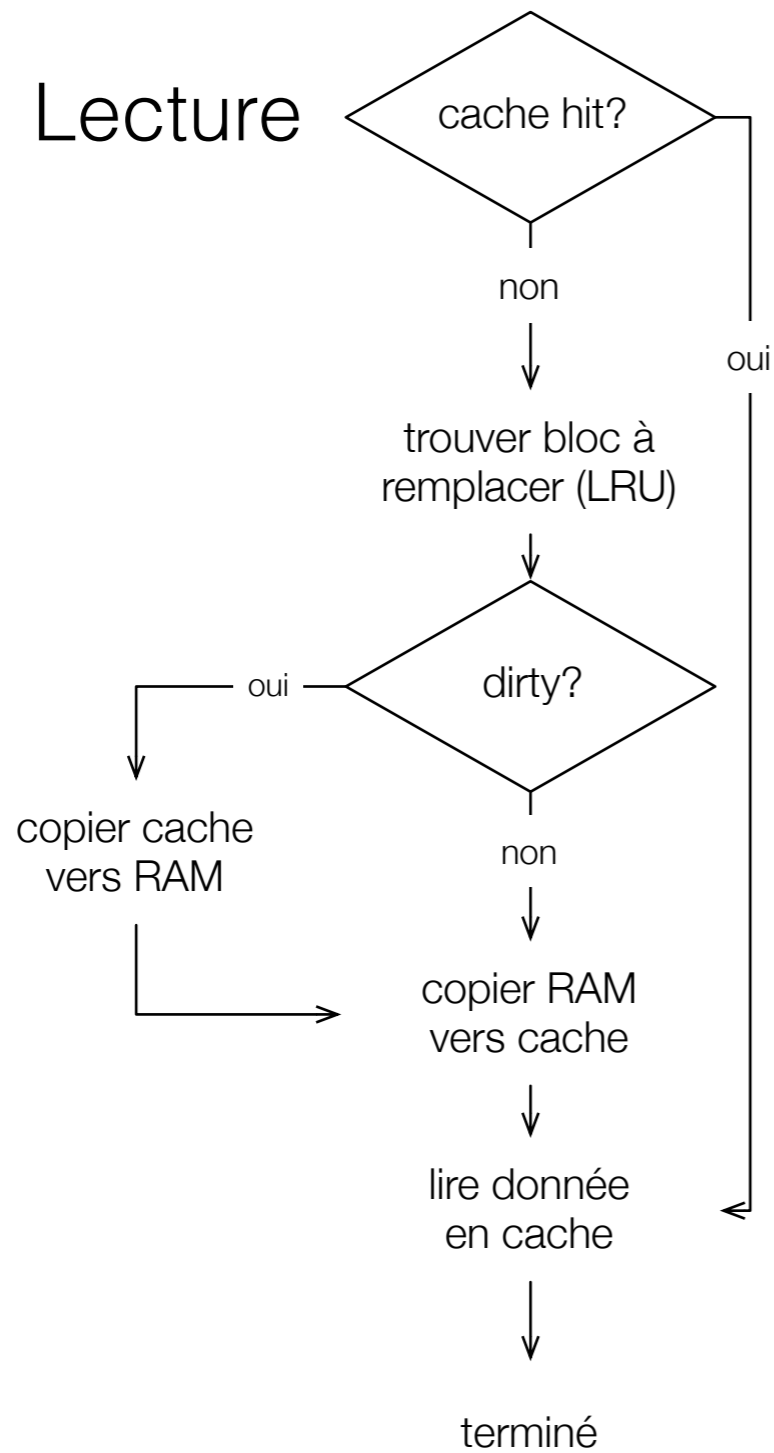 Lecture
cache hit?
non
oui
trouver bloc à
remplacer (LRU)
dirty?
oui
copier cache
vers RAM
non
copier RAM
vers cache
lire donnée
en cache
terminé